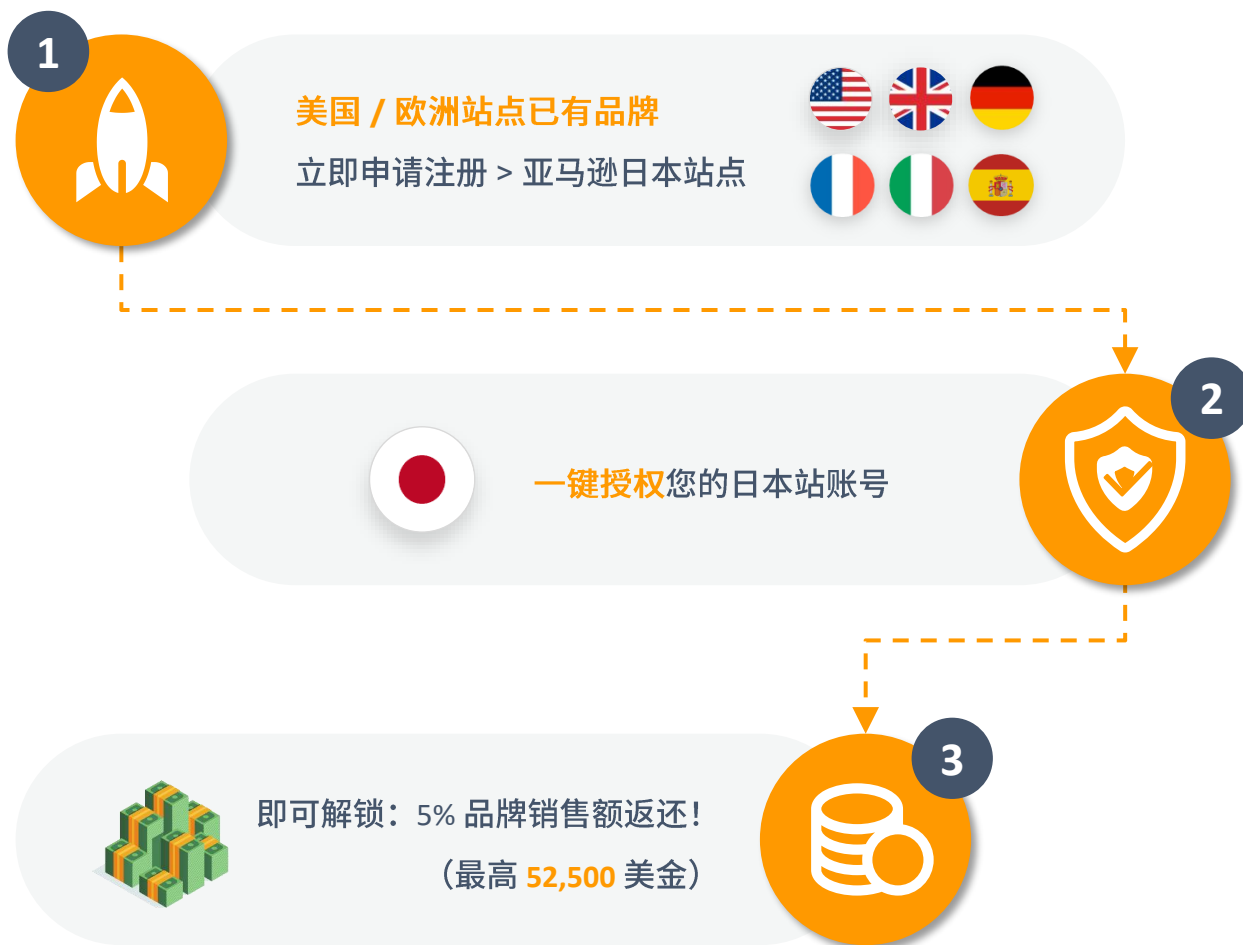 1
美国 / 欧洲站点已有品牌
立即申请注册 > 亚马逊日本站点
2
一键授权您的日本站账号
3
即可解锁：5% 品牌销售额返还！
（最高 52,500 美金）